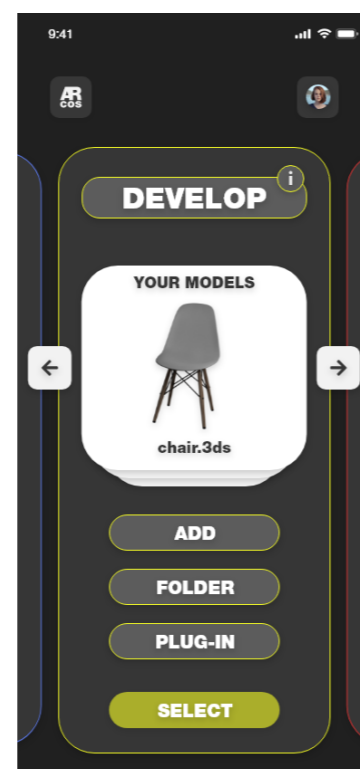 9:41
AR
COS
DEVELOP
i
YOUR MODELS
chair.3ds
ADD
FOLDER
PLUG-IN
SELECT